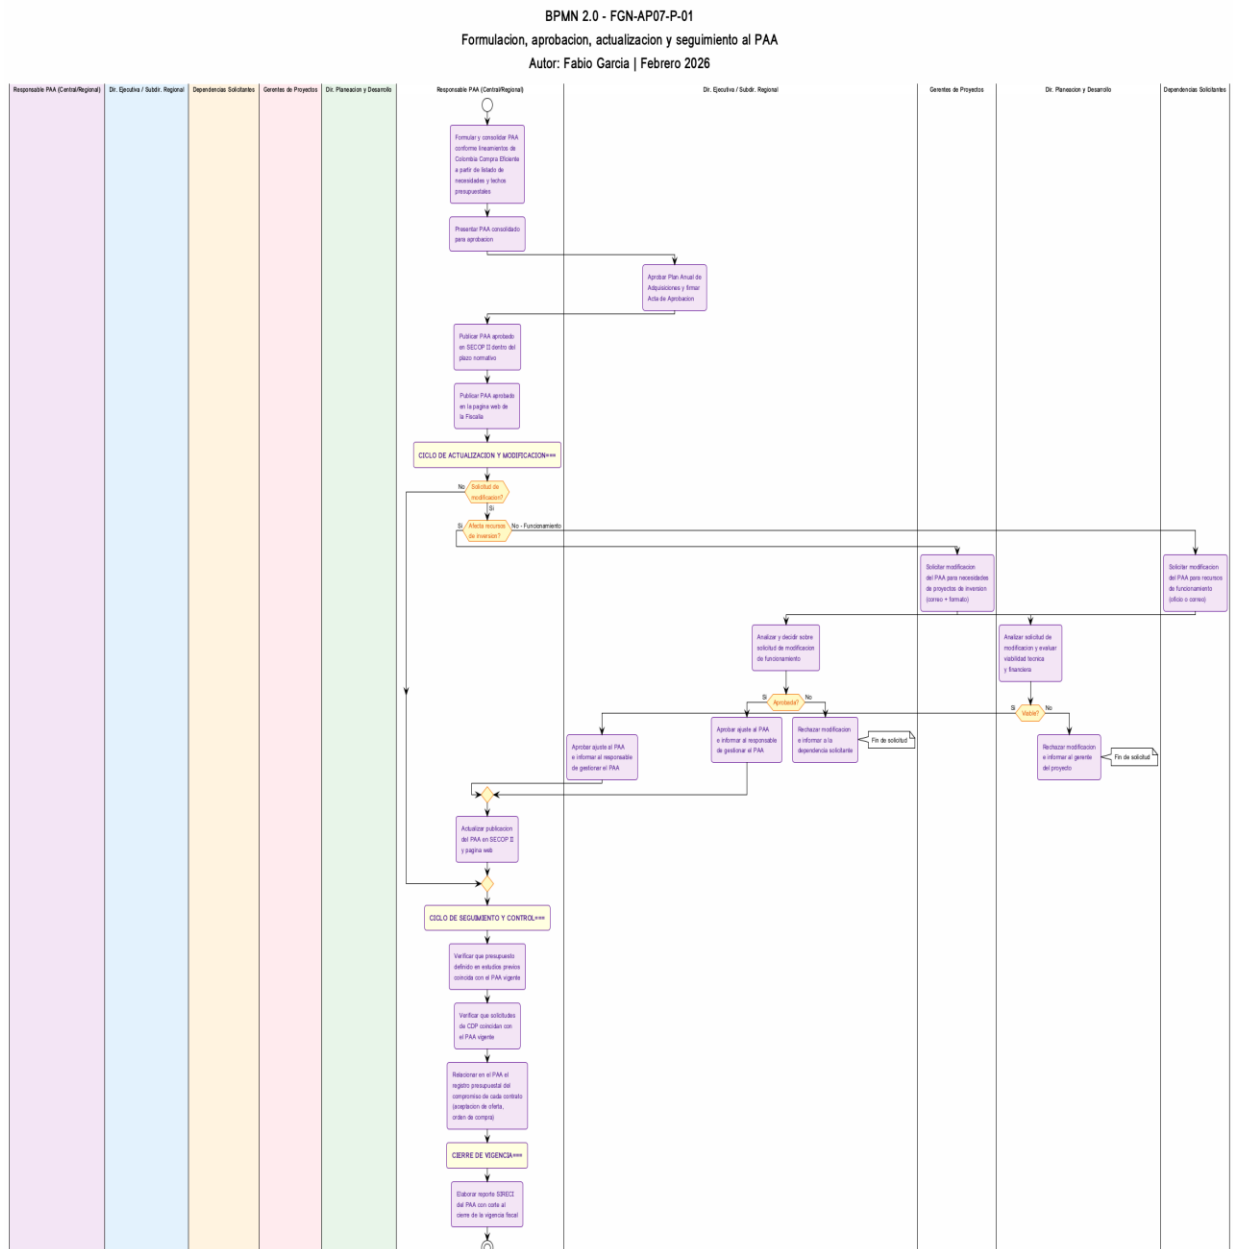 BPMN 2.0 - FGN-AP07-P-01
Formulacion, aprobacion, actualizacion y seguimiento al PAA
Autor: Fabio Garcia | Febrero 2026
Responsable PAA (Central/Regional)
Dir. Ejecutiva / Subdir. Regional
Dependencias Solicitantes
Gerentes de Proyectos
Dir. Planeacion y Desarrollo
Responsable PAA (Central/Regional)
Dir. Ejecutiva / Subdir. Regional
Gerentes de Proyectos
Dir. Planeacion y Desarrollo
Dependencias Solicitantes
Formular y consolidar PAA
conforme lineamientos de
Colombia Compra Eficiente
a partir de listado de
necesidades y techos
presupuestales
Presentar PAA consolidado
para aprobacion
Aprobar Plan Anual de
Adquisiciones y firmar
Acta de Aprobacion
Publicar PAA aprobado
en SECOP II dentro del
plazo normativo
Publicar PAA aprobado
en la pagina web de
la Fiscalia
CICLO DE ACTUALIZACION Y MODIFICACION===
No
Solicitud de
modificacion?
Si
Si
Afecta recursos
de inversion?
No - Funcionamiento
Solicitar modificacion
del PAA para necesidades
de proyectos de inversion
(correo + formato)
Solicitar modificacion
del PAA para recursos
de funcionamiento
(oficio o correo)
Analizar y decidir sobre
solicitud de modificacion
de funcionamiento
Analizar solicitud de
modificacion y evaluar
viabilidad tecnica
y financiera
Si
Aprobada?
No
Si
Viable?
No
Aprobar ajuste al PAA
e informar al responsable
de gestionar el PAA
Aprobar ajuste al PAA
e informar al responsable
de gestionar el PAA
Rechazar modificacion
e informar a la
dependencia solicitante
Fin de solicitud
Rechazar modificacion
e informar al gerente
del proyecto
Fin de solicitud
Actualizar publicacion
del PAA en SECOP II
y pagina web
CICLO DE SEGUIMIENTO Y CONTROL===
Verificar que presupuesto
definido en estudios previos
coincida con el PAA vigente
Verificar que solicitudes
de CDP coincidan con
el PAA vigente
Relacionar en el PAA el
registro presupuestal del
compromiso de cada contrato
(aceptacion de oferta,
orden de compra)
CIERRE DE VIGENCIA===
Elaborar reporte SIRECI
del PAA con corte al
cierre de la vigencia fiscal